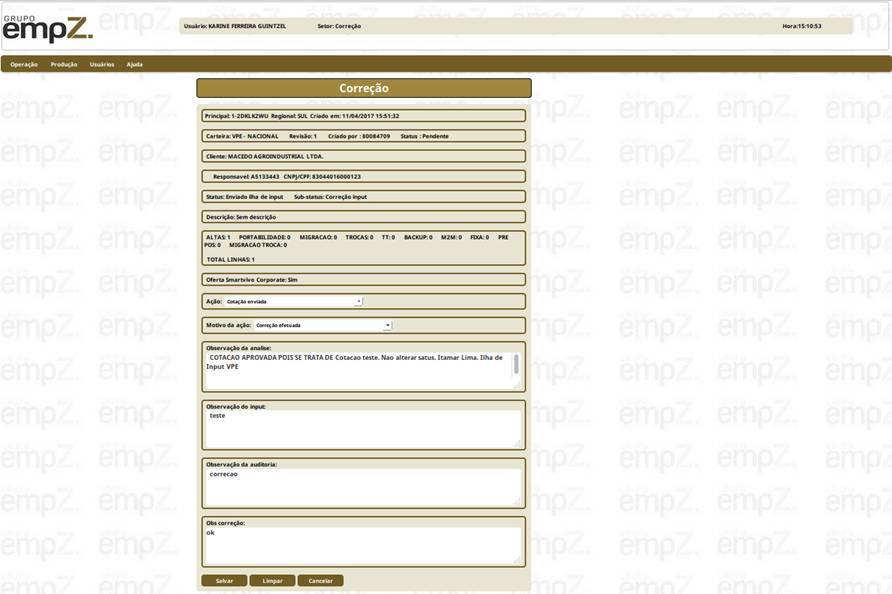 GRUPO
empZ.
Usuário: KARINE FERREIRA GUINTZEL Setor: Correção Hora:15:10:53
Operação Produção Usuários Ajuda
Correção
Principal: 1-2DKLK2WU Regional: SUL Criado em: 11/04/2017 15:51:32
Carteira: VPE - NACIONAL Revisão: 1 Criado por : 80084709 Status : Pendente
Cliente: MACEDO AGROINDUSTRIAL LTDA.
Responsavel: A5133443 CNPJ/CPF: 83044016000123
Status: Enviado ilha de input Sub-status: Correção input
Descrição: Sem descrição
ALTAS: 1 PORTABILIDADE: 0 MIGRACAO: 0 TROCAS: 0 TT: 0 BACKUP: 0 M2M: 0 FIXA: 0 PRE
POS: 0 MIGRACAO TROCA: 0
TOTAL LINHAS: 1
Oferta Smartvivo Corporate: Sim
Ação: Cotação enviada
Motivo da ação: Correção efetuada
Observação da analise:
COTACAO APROVADA POIS SE TRATA DE Cotacao teste. Nao alterar satus. Itamar Lima. Ilha de
Input VPE
Observação do input:
teste
Observação da auditoria:
correcao
Obs correção:
ok
Salvar Limpar Cancelar